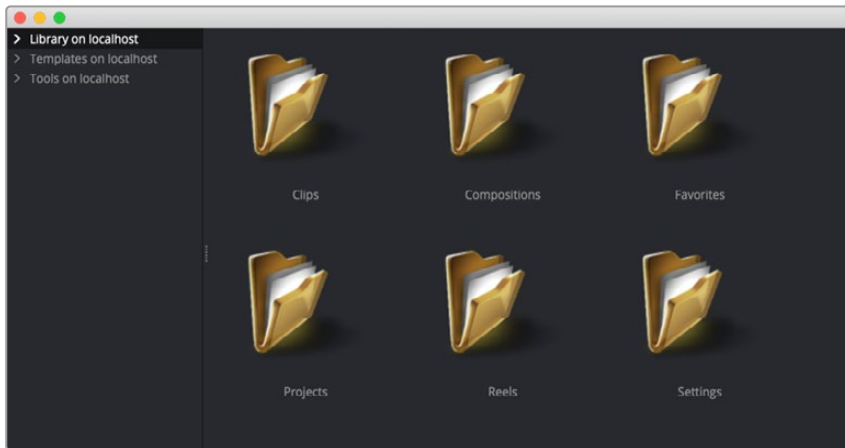 Library on localhost
Templates on localhost
Tools on localhost
Clips
Compositions
Favorites
Projects
Reels
Settings